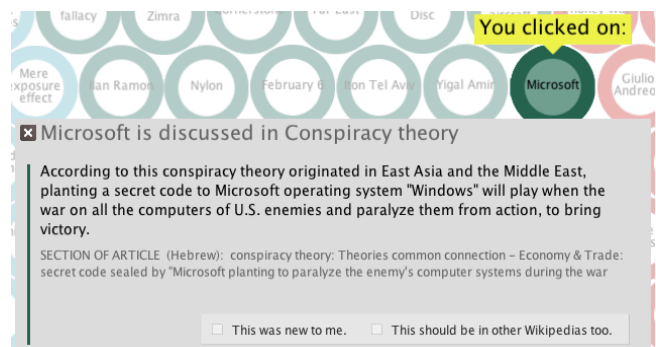 fallacy
Zimra
Disc
You clicked on:
Mere
exposure
effect
Ilan Ramon
Nylon
February 6
Yigal Amir
Microsoft
Giulio
Andreo
Microsoft is discussed in Conspiracy theory
According to this conspiracy theory originated in East Asia and the Middle East,
planting a secret code to Microsoft operating system "Windows" will play when the
war on all the computers of U.S. enemies and paralyze them from action, to bring
victory.
SECTION OF ARTICLE (Hebrew): conspiracy theory: Theories common connection – Economy & Trade:
secret code sealed by "Microsoft planting to paralyze the enemy's computer systems during the war
This was new to me.
This should be in other Wikipedias too.